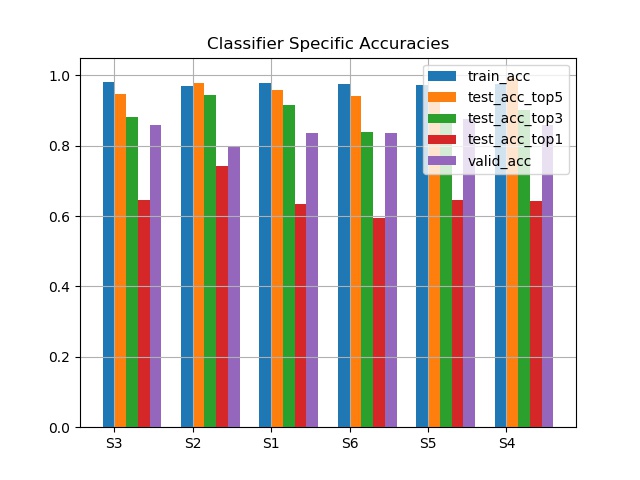 Classifier Specific Accuracies
1.0
0.8
0.6
0.4
0.2
0.0
train_acc
test_acc_top5
test_acc_top3
test_acc_top1
valid_acc
S3 S2 S1 S6 S5 S4